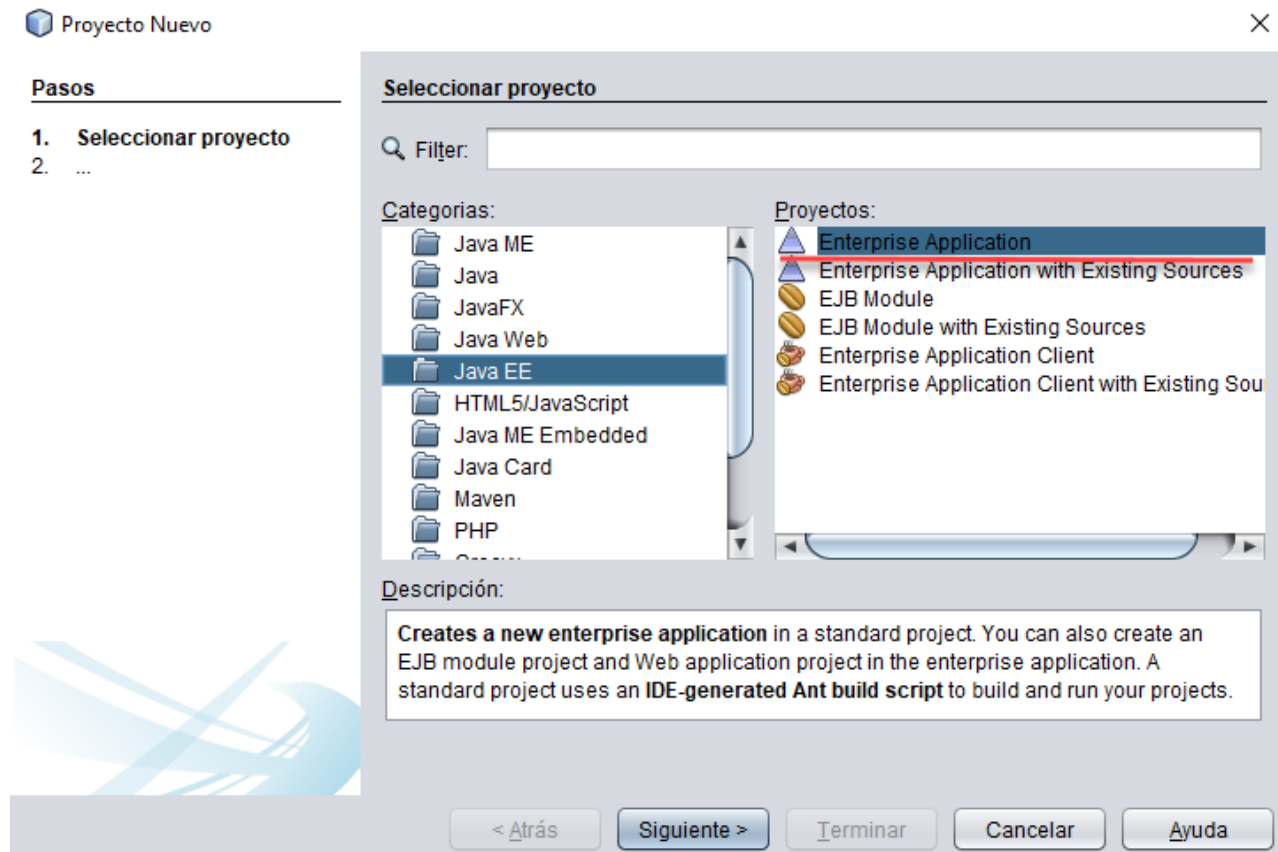 Proyecto Nuevo
Pasos
1. Seleccionar proyecto
2. ...
Seleccionar proyecto
Filter:
Categorias:
Java ME
Java
JavaFX
Java Web
Java EE
HTML5/JavaScript
Java ME Embedded
Java Card
Maven
PHP
Proyectos:
Enterprise Application
Enterprise Application with Existing Sources
EJB Module
EJB Module with Existing Sources
Enterprise Application Client
Enterprise Application Client with Existing Sou
Descripción:
Creates a new enterprise application in a standard project. You can also create an
EJB module project and Web application project in the enterprise application. A
standard project uses an IDE-generated Ant build script to build and run your projects.
< Atrás
Siguiente >
Terminar
Cancelar
Ayuda